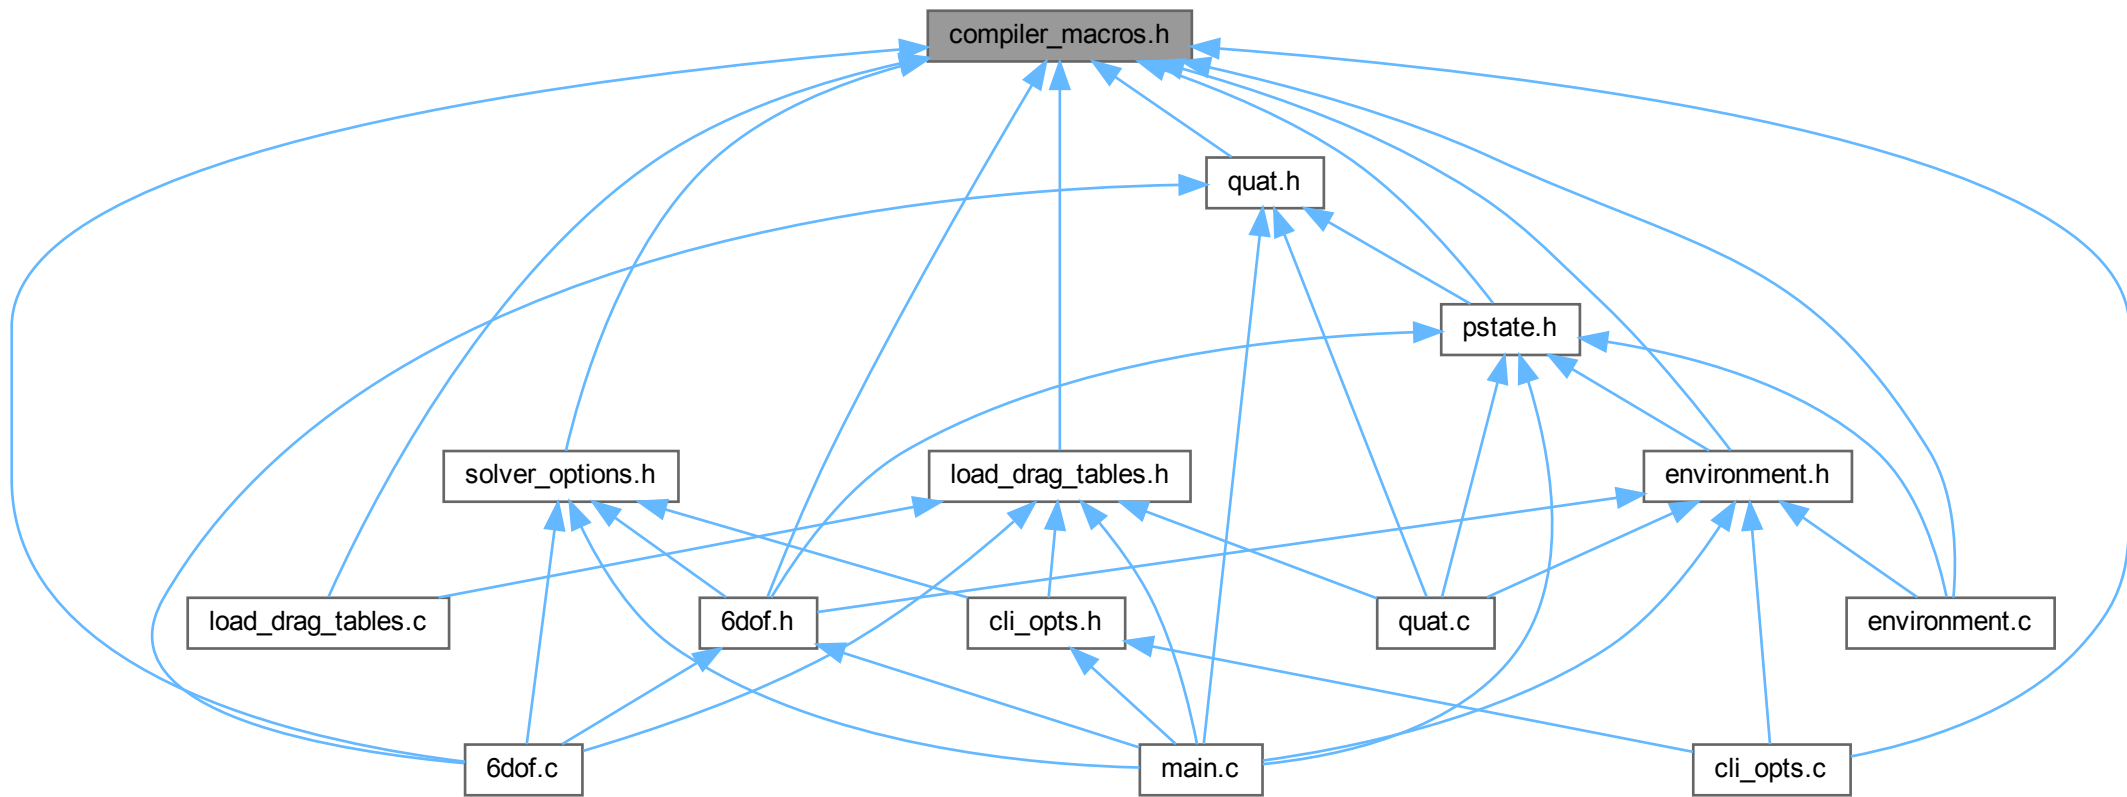 compiler_macros.h
quat.h
pstate.h
solver_options.h
load_drag_tables.h
environment.h
load_drag_tables.c
6dof.h
cli_opts.h
quat.c
environment.c
6dof.c
main.c
cli_opts.c